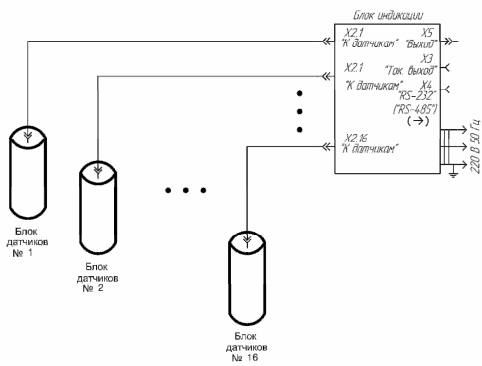 Блок индикации
X2.1 X5
"К датчикам" "Выход"
X3
X2.1 "Ток. выход"
"К датчикам" X4
"RS-232"
("RS-485")
(→)
X2.16
"К датчикам"
220 В 50 Гц
Блок
датчиков
№ 1
Блок
датчиков
№ 2
Блок
датчиков
№ 16